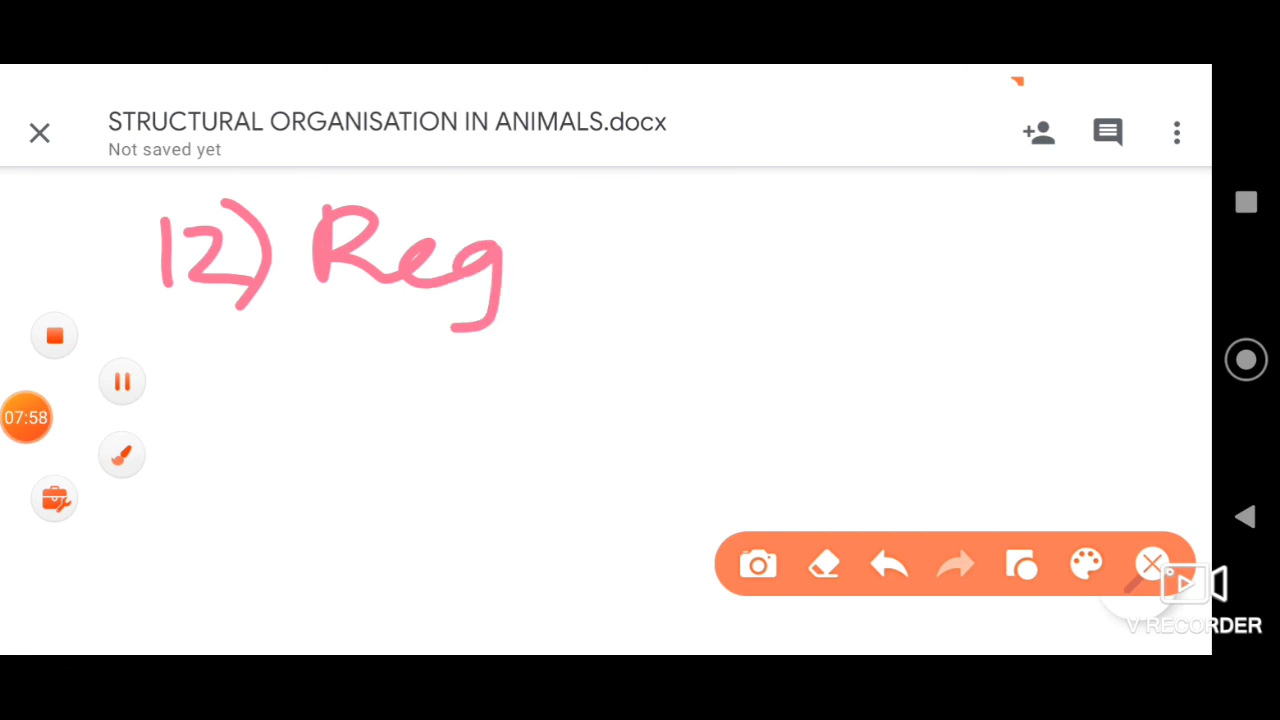 STRUCTURAL ORGANISATION IN ANIMALS.docx
Not saved yet
12) Reg
07:58
V RECORDER